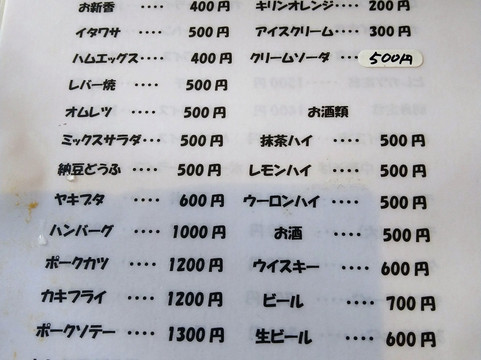 お新香 ････ 400円
イタワサ ････ 500円
ハムエッグス････ 400円
レバー焼 ････ 500円
オムレツ ････ 500円
ミックスサラダ･･･ 500円
納豆どうふ ････ 500円
ヤキブタ ････ 600円
ハンバーグ ････ 1000円
ポークカツ ････ 1200円
カキフライ ････ 1200円
ポークソテー ････ 1300円
キリンオレンジ････ 200円
アイスクリーム････ 300円
クリームソーダ ････ 500円
お酒類
抹茶ハイ ････ 500円
レモンハイ ････ 500円
ウーロンハイ ････ 500円
お酒 ････ 500円
ウイスキー ････ 600円
ビール ････ 700円
生ビール ････ 600円